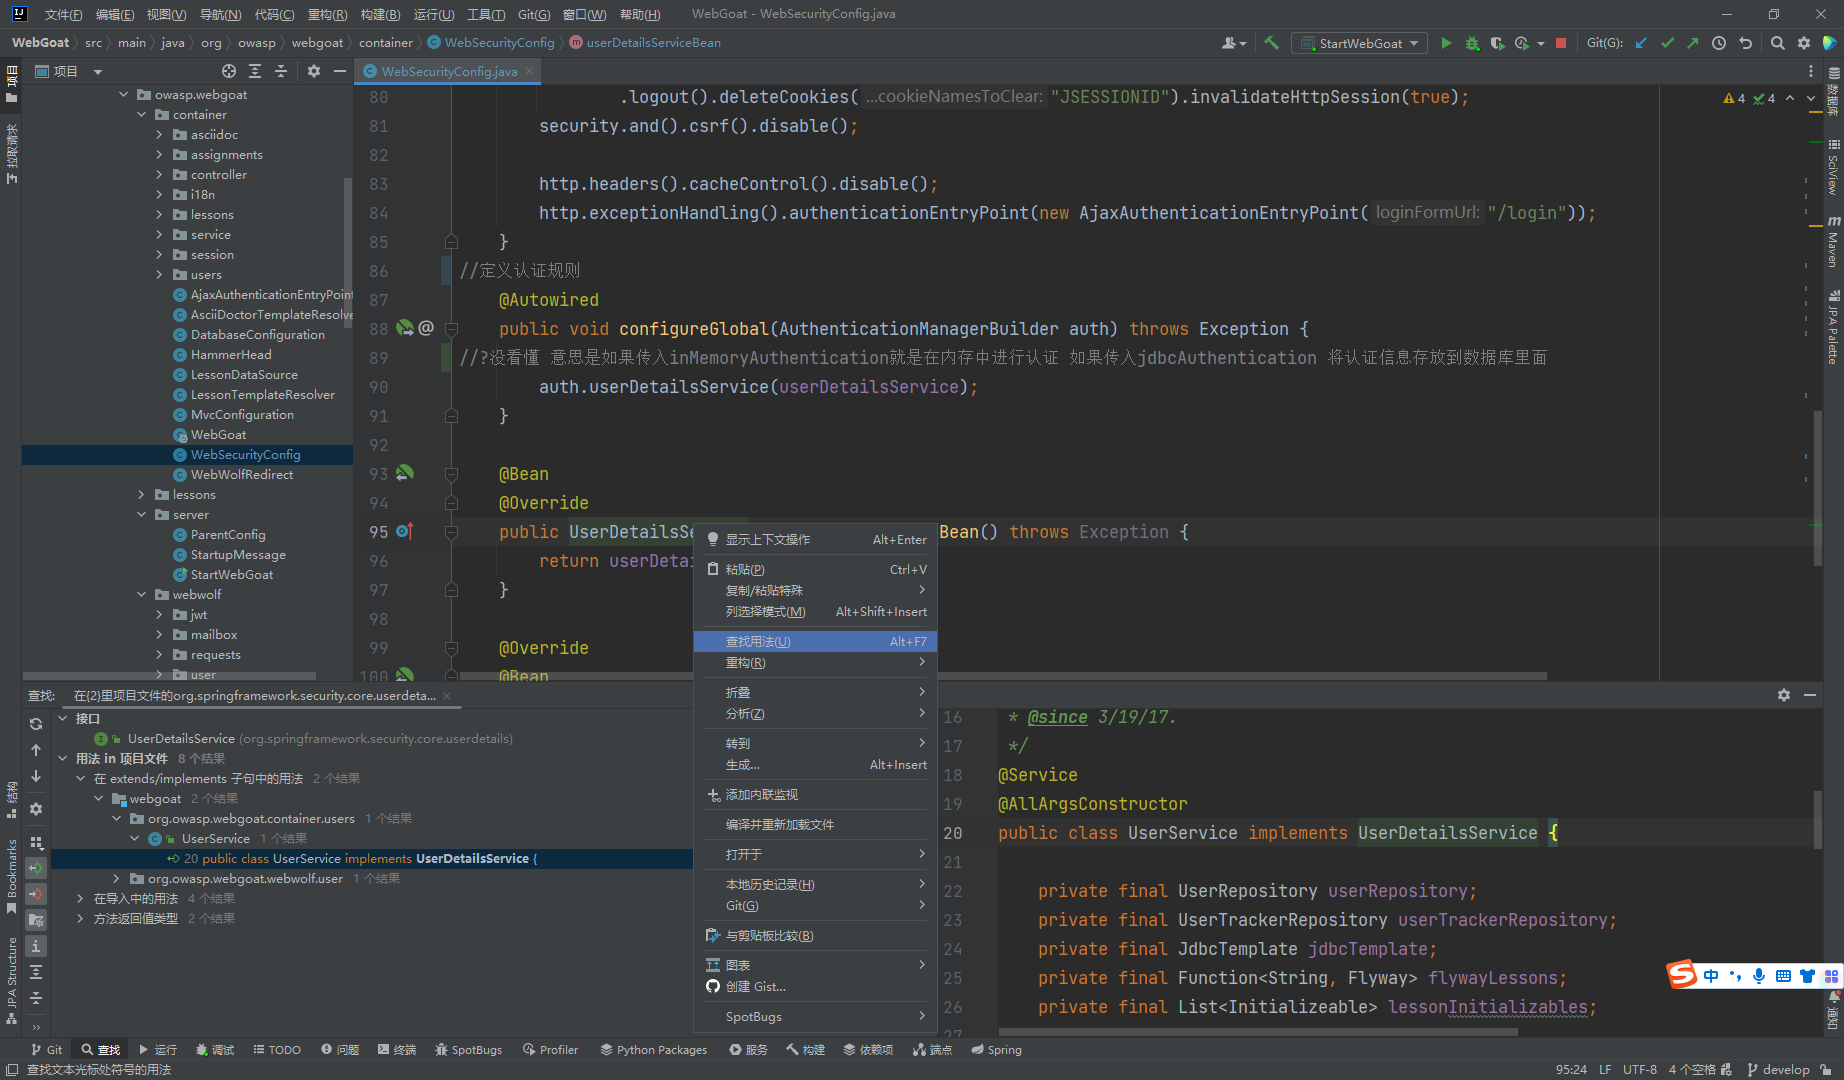 文件(F) 编辑(E) 视图(V) 导航(N) 代码(C) 重构(R) 构建(B) 运行(U) 工具(T) Git(G) 窗口(W) 帮助(H) WebGoat - WebSecurityConfig.java
WebGoat src main java org owasp webgoat container WebSecurityConfig userDetailsServiceBean
StartWebGoat Git(G):
项目
WebSecurityConfig.java
项目
拉取请求
结构
Bookmarks
JPA Structure
owasp.webgoat
container
asciidoc
assignments
controller
i18n
lessons
service
session
users
AjaxAuthenticationEntryPoint
AsciiDoctorTemplateResolve
DatabaseConfiguration
HammerHead
LessonDataSource
LessonTemplateResolver
MvcConfiguration
WebGoat
WebSecurityConfig
WebWolfRedirect
lessons
server
ParentConfig
StartupMessage
StartWebGoat
webwolf
jwt
mailbox
requests
user
80 .logout().deleteCookies( ...cookieNamesToClear: "JSESSIONID").invalidateHttpSession(true);
4 4
81 security.and().csrf().disable();
82
83 http.headers().cacheControl().disable();
84 http.exceptionHandling().authenticationEntryPoint(new AjaxAuthenticationEntryPoint( loginFormUrl: "/login"));
85 }
86 //定义认证规则
87 @Autowired
88 @ public void configureGlobal(AuthenticationManagerBuilder auth) throws Exception {
89 //?没看懂 意思是如果传入inMemoryAuthentication就是在内存中进行认证 如果传入jdbcAuthentication 将认证信息存放到数据库里面
90 auth.userDetailsService(userDetailsService);
91 }
92
93 @Bean
94 @Override
95 public UserDetailsSe Bean() throws Exception {
96 return userDetai
97 }
98
99 @Override
100 @Bean
数据库
SciView
Maven
JPA Palette
通知
显示上下文操作 Alt+Enter
粘贴(P) Ctrl+V
复制/粘贴特殊
列选择模式(M) Alt+Shift+Insert
查找用法(U) Alt+F7
重构(R)
折叠
分析(Z)
转到
生成... Alt+Insert
添加内联监视
编译并重新加载文件
打开于
本地历史记录(H)
Git(G)
与剪贴板比较(B)
图表
创建 Gist...
SpotBugs
查找: 在{2}里项目文件的org.springframework.security.core.userdeta...
接口
UserDetailsService (org.springframework.security.core.userdetails)
用法 in 项目文件 8 个结果
在 extends/implements 子句中的用法 2 个结果
webgoat 2 个结果
org.owasp.webgoat.container.users 1 个结果
UserService 1 个结果
20 public class UserService implements UserDetailsService {
org.owasp.webgoat.webwolf.user 1 个结果
在导入中的用法 4 个结果
方法返回值类型 2 个结果
16 * @since 3/19/17.
17 */
18 @Service
19 @AllArgsConstructor
20 public class UserService implements UserDetailsService {
21
22 private final UserRepository userRepository;
23 private final UserTrackerRepository userTrackerRepository;
24 private final JdbcTemplate jdbcTemplate;
25 private final Function<String, Flyway> flywayLessons;
26 private final List<Initializeable> lessonInitializables;
27
中
Git 查找 运行 调试 TODO 问题 终端 SpotBugs Profiler Python Packages 服务 构建 依赖项 端点 Spring
查找文本光标处符号的用法 95:24 LF UTF-8 4 个空格 develop